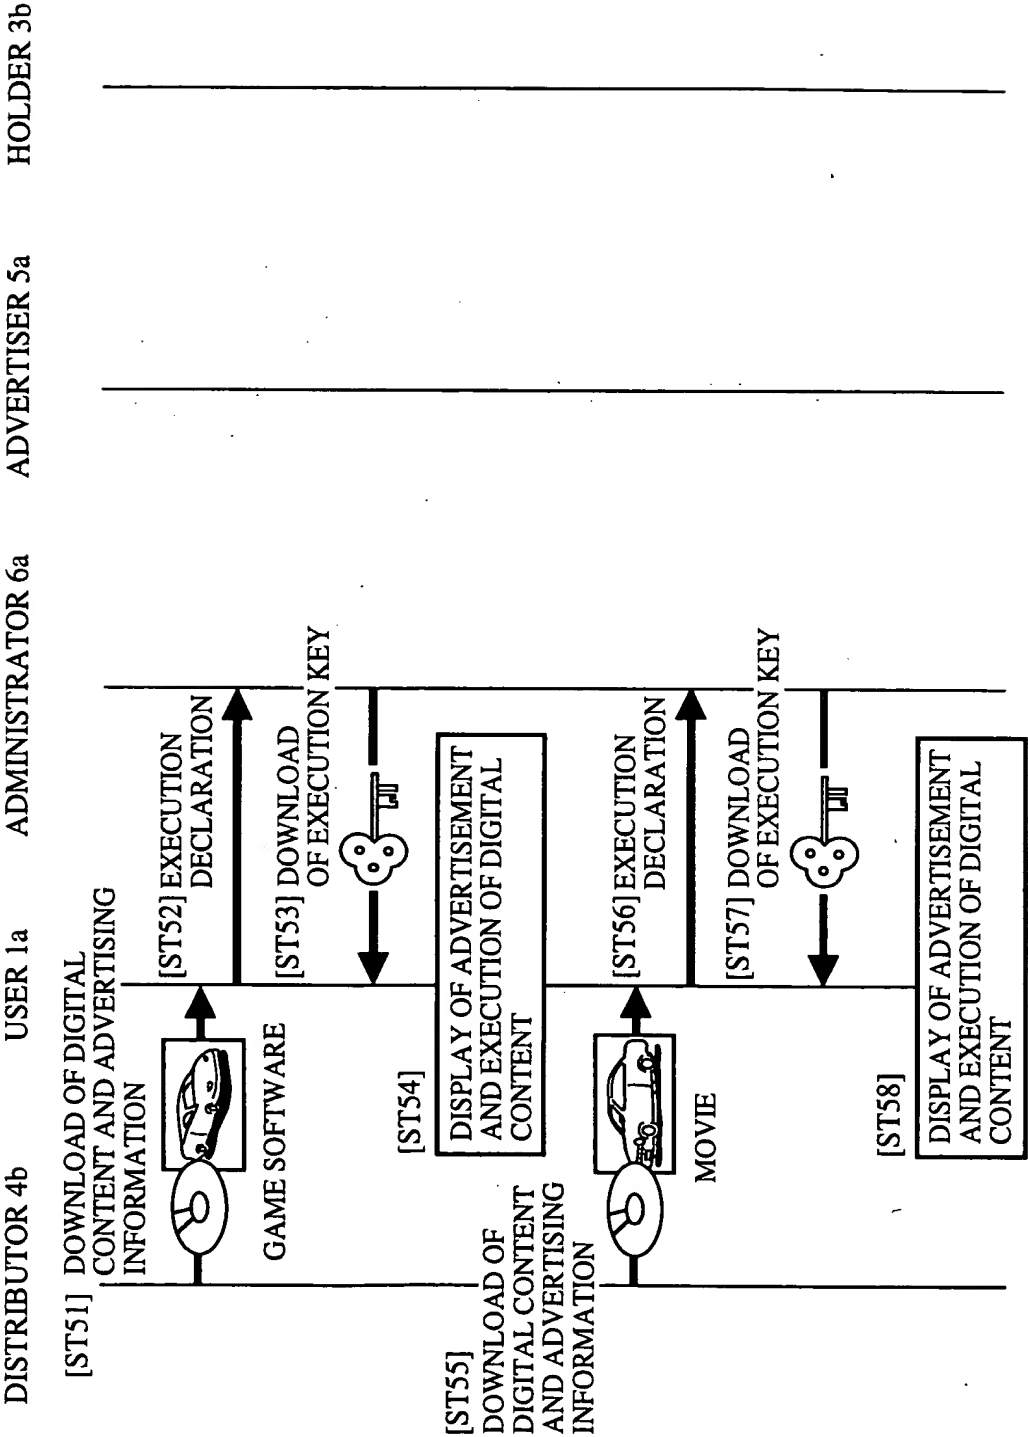 DISTRIBUTOR 4b
USER 1a
ADMINISTRATOR 6a
ADVERTISER 5a
HOLDER 3b
[ST51] DOWNLOAD OF DIGITAL
CONTENT AND ADVERTISING
INFORMATION
GAME SOFTWARE
[ST52] EXECUTION
DECLARATION
[ST53] DOWNLOAD
OF EXECUTION KEY
[ST54]
DISPLAY OF ADVERTISEMENT
AND EXECUTION OF DIGITAL
CONTENT
[ST55]
DOWNLOAD OF
DIGITAL CONTENT
AND ADVERTISING
INFORMATION
MOVIE
[ST56] EXECUTION
DECLARATION
[ST57] DOWNLOAD
OF EXECUTION KEY
[ST58]
DISPLAY OF ADVERTISEMENT
AND EXECUTION OF DIGITAL
CONTENT